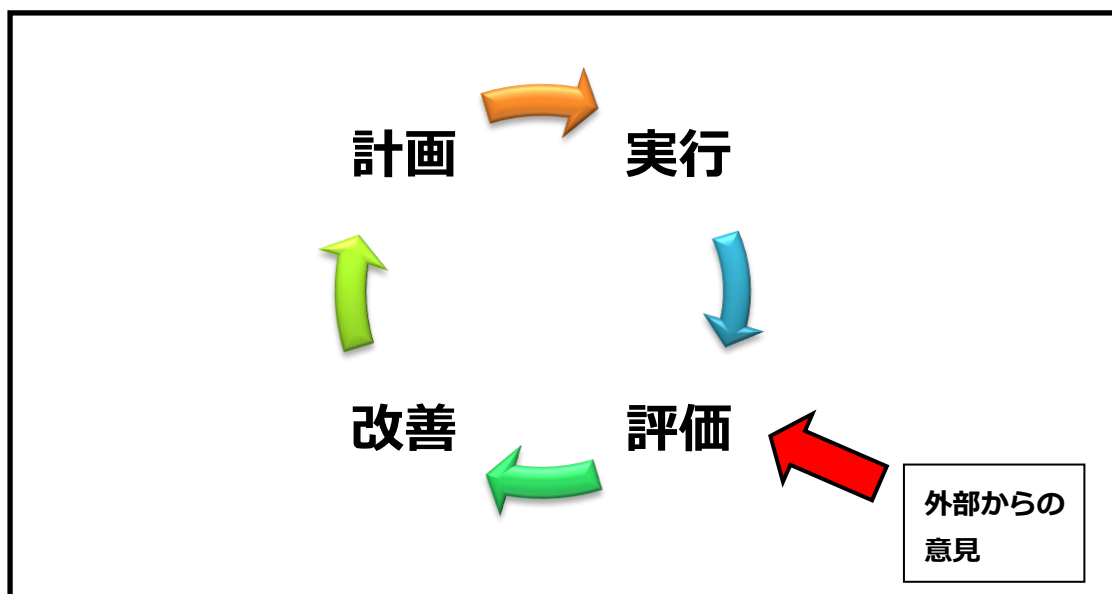 計画
実行
改善
評価
外部からの
意見